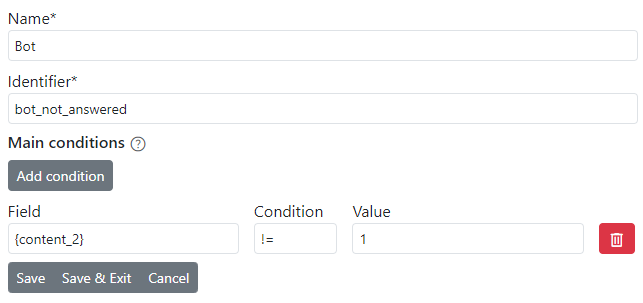 Name*
Bot
Identifier*
bot_not_answered
Main conditions ?
Add condition
Field Condition Value
{content_2} != 1
Save Save & Exit Cancel